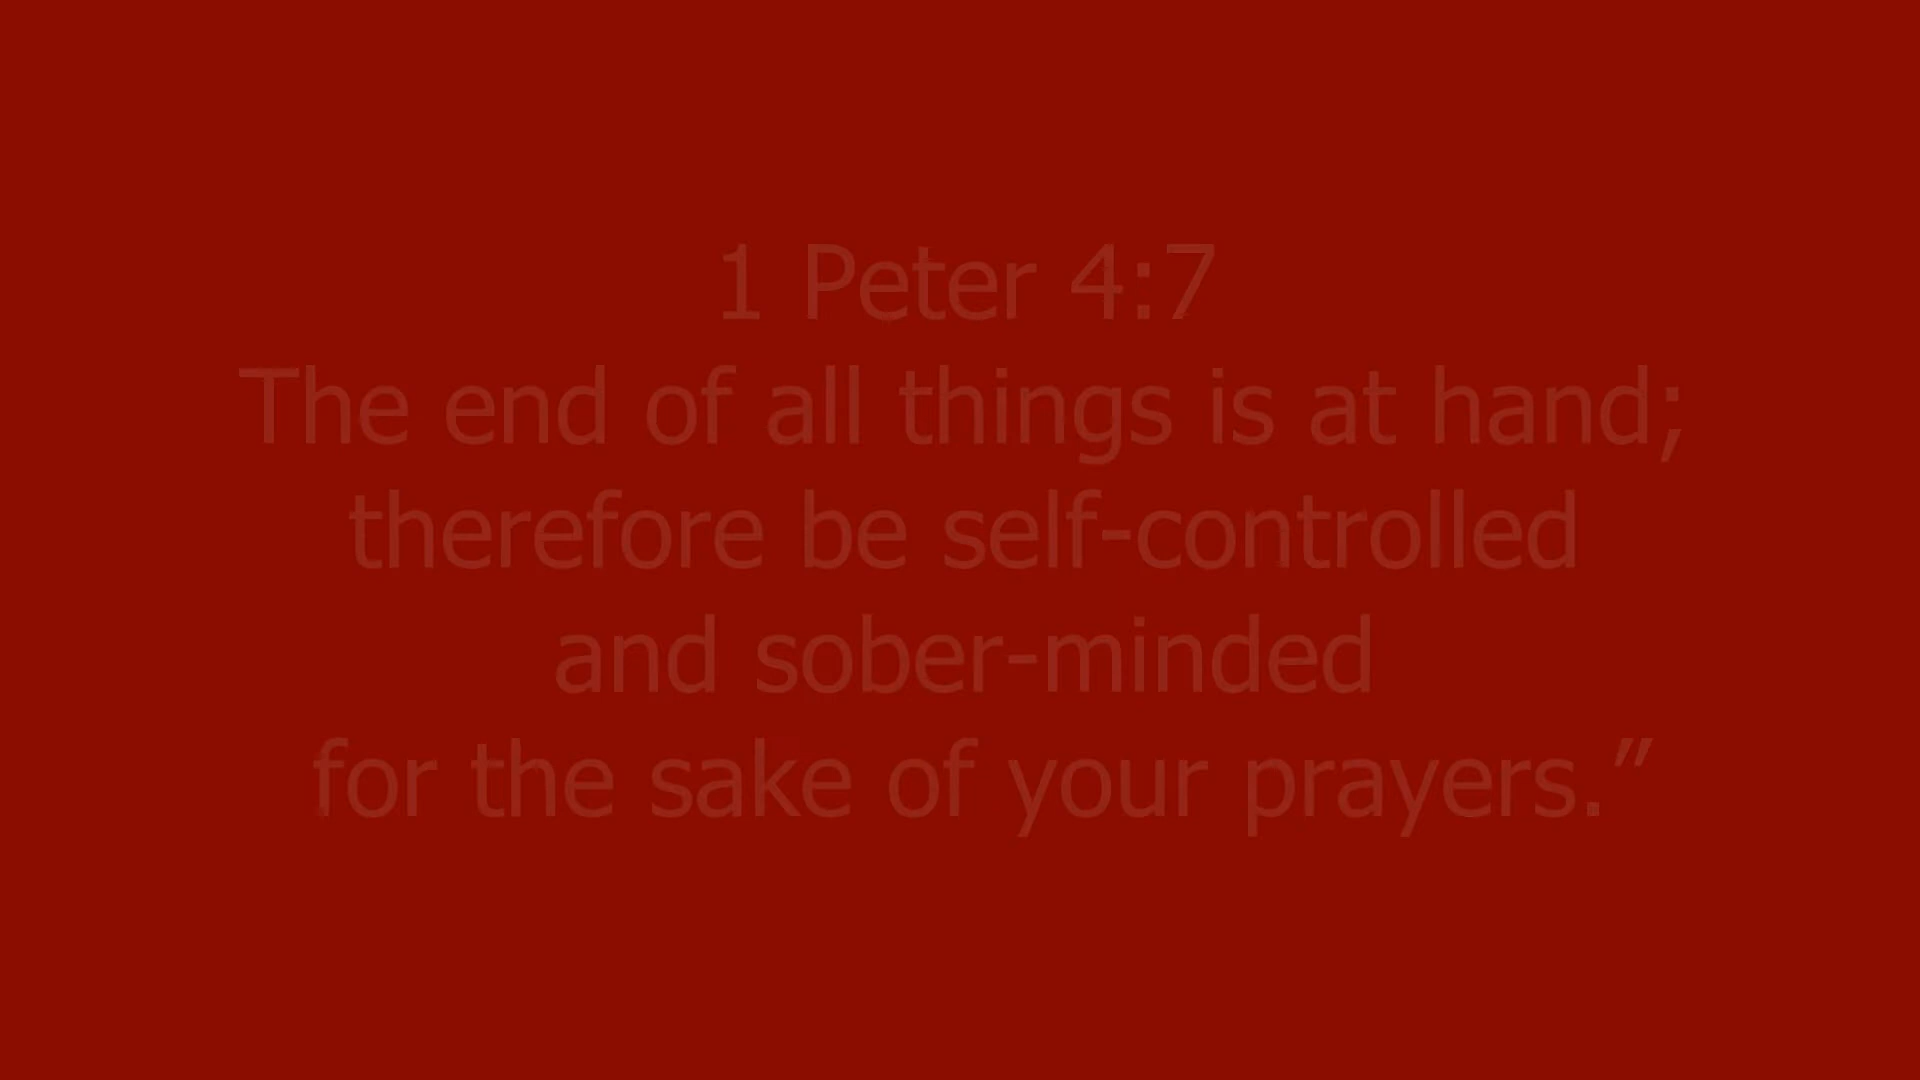 1 Peter 4:7
The end of all things is at hand;
therefore be self-controlled
and sober-minded
for the sake of your prayers.”